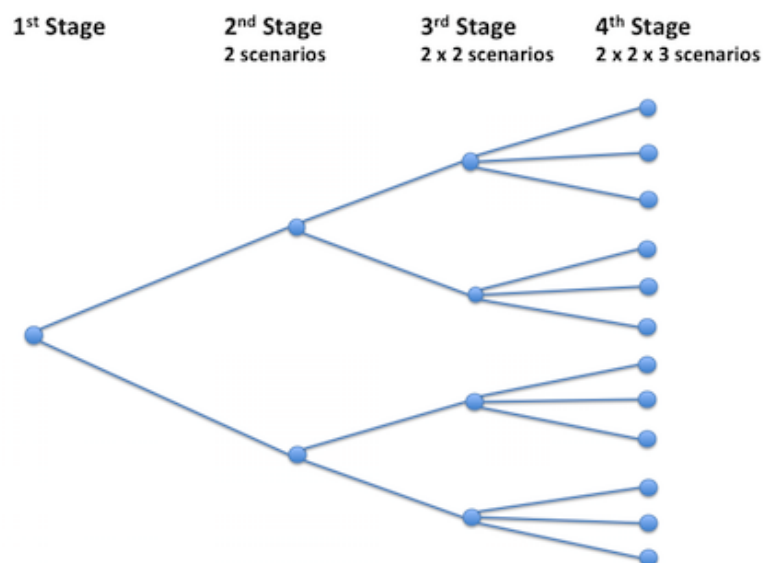 1st Stage
2nd Stage
2 scenarios
3rd Stage
2 x 2 scenarios
4th Stage
2 x 2 x 3 scenarios